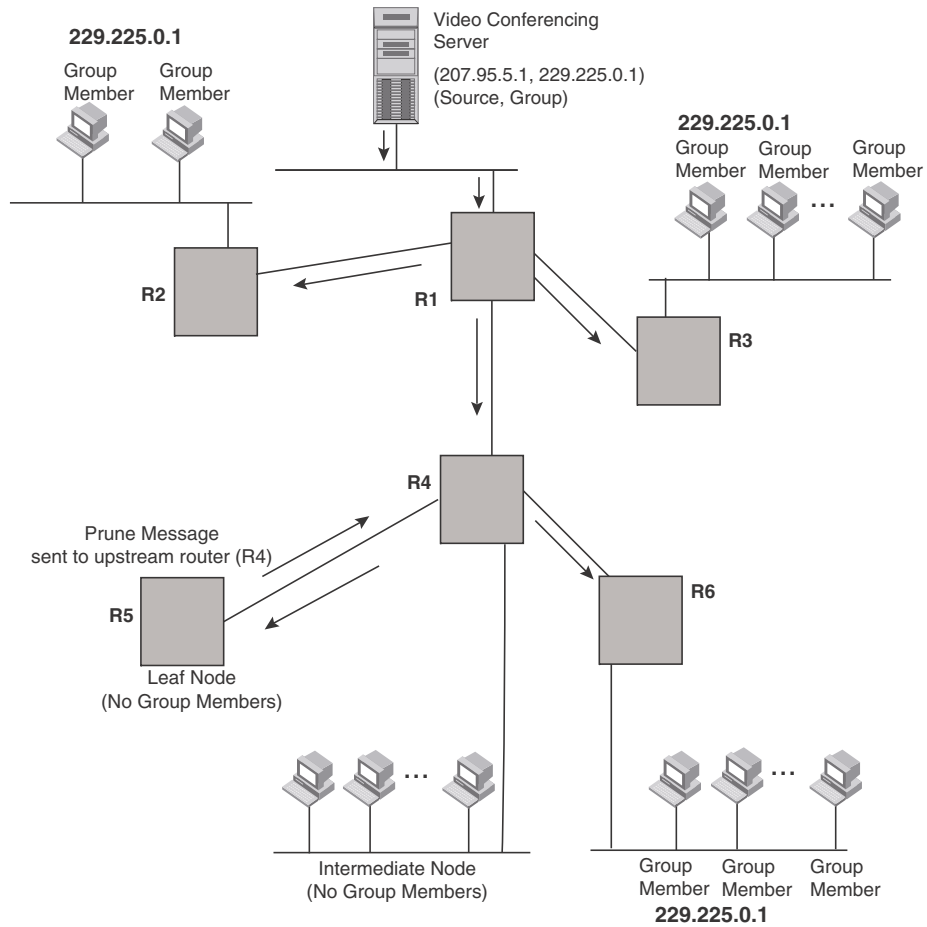 229.225.0.1
Group
Member
Group
Member
Video Conferencing
Server
(207.95.5.1, 229.225.0.1)
(Source, Group)
229.225.0.1
Group
Member
Group
Member
...
Group
Member
R2
R1
R3
R4
Prune Message
sent to upstream router (R4)
R5
R6
Leaf Node
(No Group Members)
...
...
Intermediate Node
(No Group Members)
Group
Member
Group
Member
Group
Member
229.225.0.1